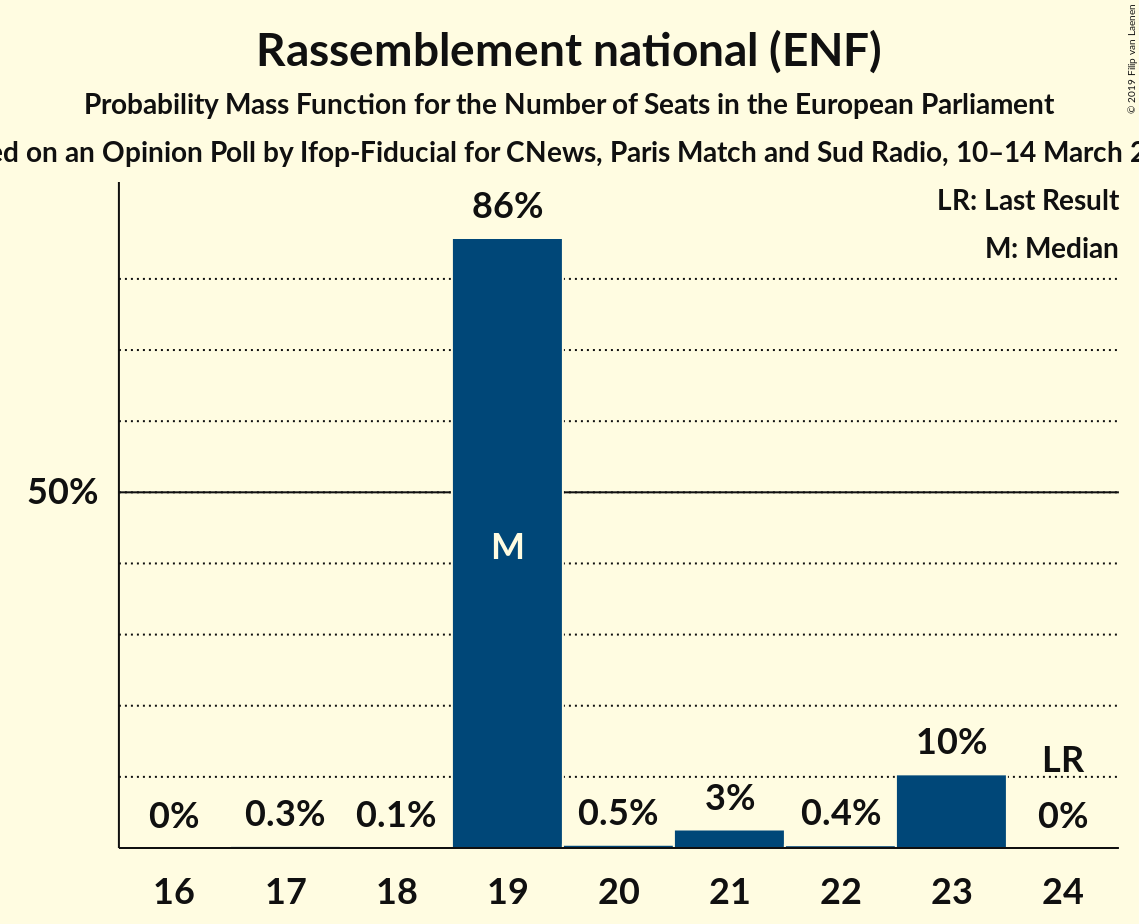 Rassemblement national (ENF)
Probability Mass Function for the Number of Seats in the European Parliament
on an Opinion Poll by Ifop-Fiducial for CNews, Paris Match and Sud Radio, 10–14 March
© 2019 Filip van Laenen
LR: Last Result
M: Median
86%
50%
M
10%
LR
0%
0.3%
0.1%
0.5%
3%
0.4%
0%
16 17 18 19 20 21 22 23 24